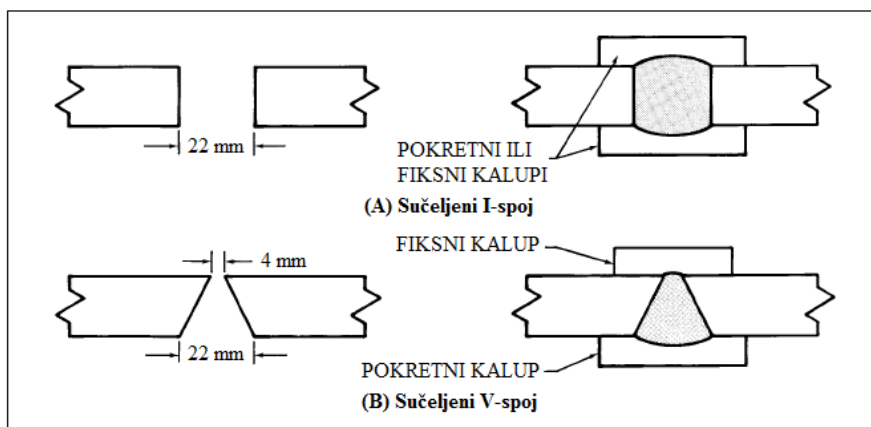 22 mm
POKRETNI ILI
FIKSNI KALUPI
(A) Sučeljeni I-spoj
FIKSNI KALUP
4 mm
22 mm
POKRETNI KALUP
(B) Sučeljeni V-spoj